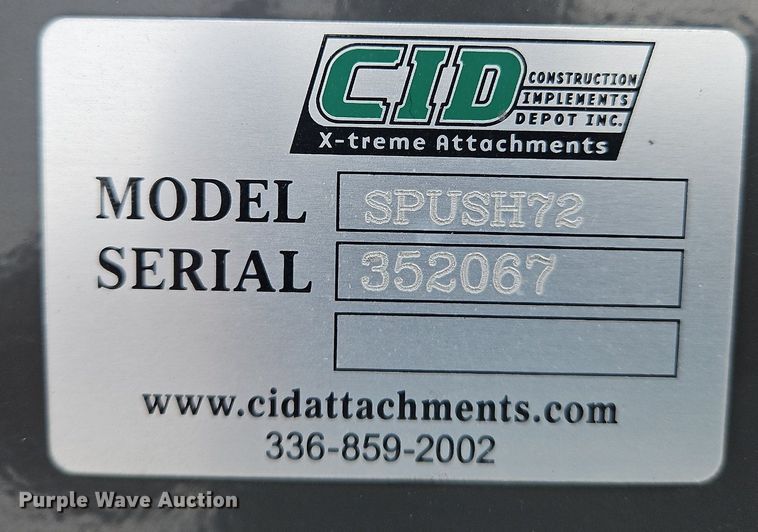 CID CONSTRUCTION
IMPLEMENTS
DEPOT INC.
X-treme Attachments
MODEL SPUSH72
SERIAL 352067
www.cidattachments.com
336-859-2002
Purple Wave Auction